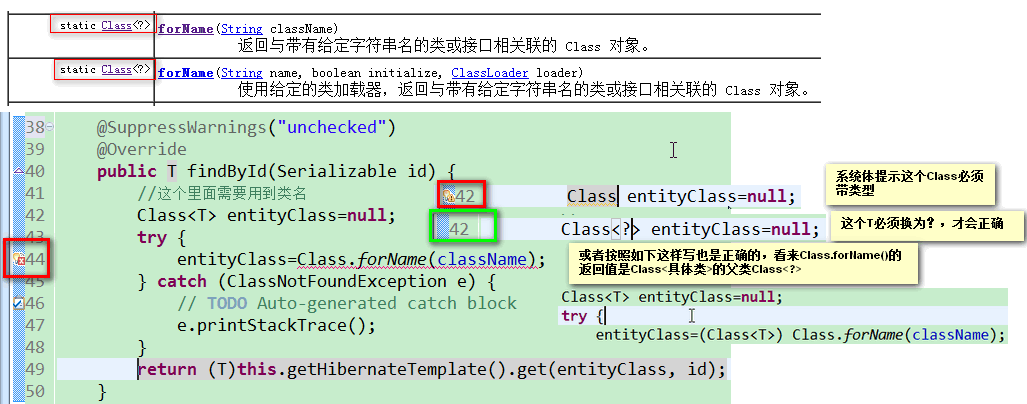 static Class<?>
forName(String className)
返回与带有给定字符串名的类或接口相关联的 Class 对象。
static Class<?>
forName(String name, boolean initialize, ClassLoader loader)
使用给定的类加载器，返回与带有给定字符串名的类或接口相关联的 Class 对象。
38 @SuppressWarnings("unchecked")
39 @Override
40 public T findById(Serializable id) {
41 //这个里面需要用到类名
42 Class<T> entityClass=null;
43 try {
44 entityClass=Class.forName(className);
45 } catch (ClassNotFoundException e) {
46 // TODO Auto-generated catch block
47 e.printStackTrace();
48 }
49 return (T)this.getHibernateTemplate().get(entityClass, id);
50 }
42 Class entityClass=null;
系统体提示这个Class必须
带类型
42 Class<?> entityClass=null;
这个T必须换为？，才会正确
或者按照如下这样写也是正确的，看来Class.forName()的
返回值是Class<具体类>的父类Class<?>
Class<T> entityClass=null;
try {
entityClass=(Class<T>) Class.forName(className);